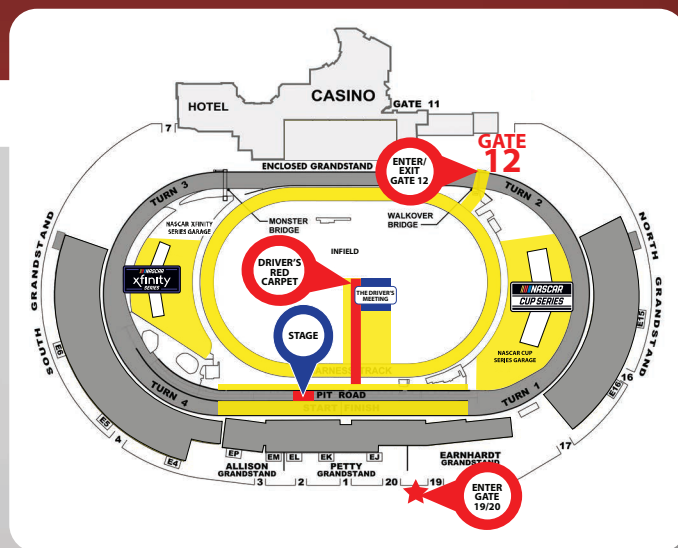 HOTEL
CASINO
GATE 11
7
GATE
12
ENTER/
EXIT
GATE 12
ENCLOSED GRANDSTAND
TURN 3
TURN 2
MONSTER
BRIDGE
WALKOVER
BRIDGE
NASCAR XFINITY
SERIES GARAGE
INFIELD
SOUTH GRANDSTAND
NORTH GRANDSTAND
DRIVER'S
RED
CARPET
THE DRIVER'S
MEETING
NASCAR
xfinity
SERIES
NASCAR
CUP SERIES
STAGE
NASCAR CUP
SERIES GARAGE
E15
E6
HARNESS TRACK
16
E16
PIT ROAD
START | FINISH
TURN 4
TURN 1
E5
4
E4
EP
EM
EL
EK
EJ
17
ALLISON
GRANDSTAND
PETTY
GRANDSTAND
EARNHARDT
GRANDSTAND
3
2
1
20
19
ENTER
GATE
19/20